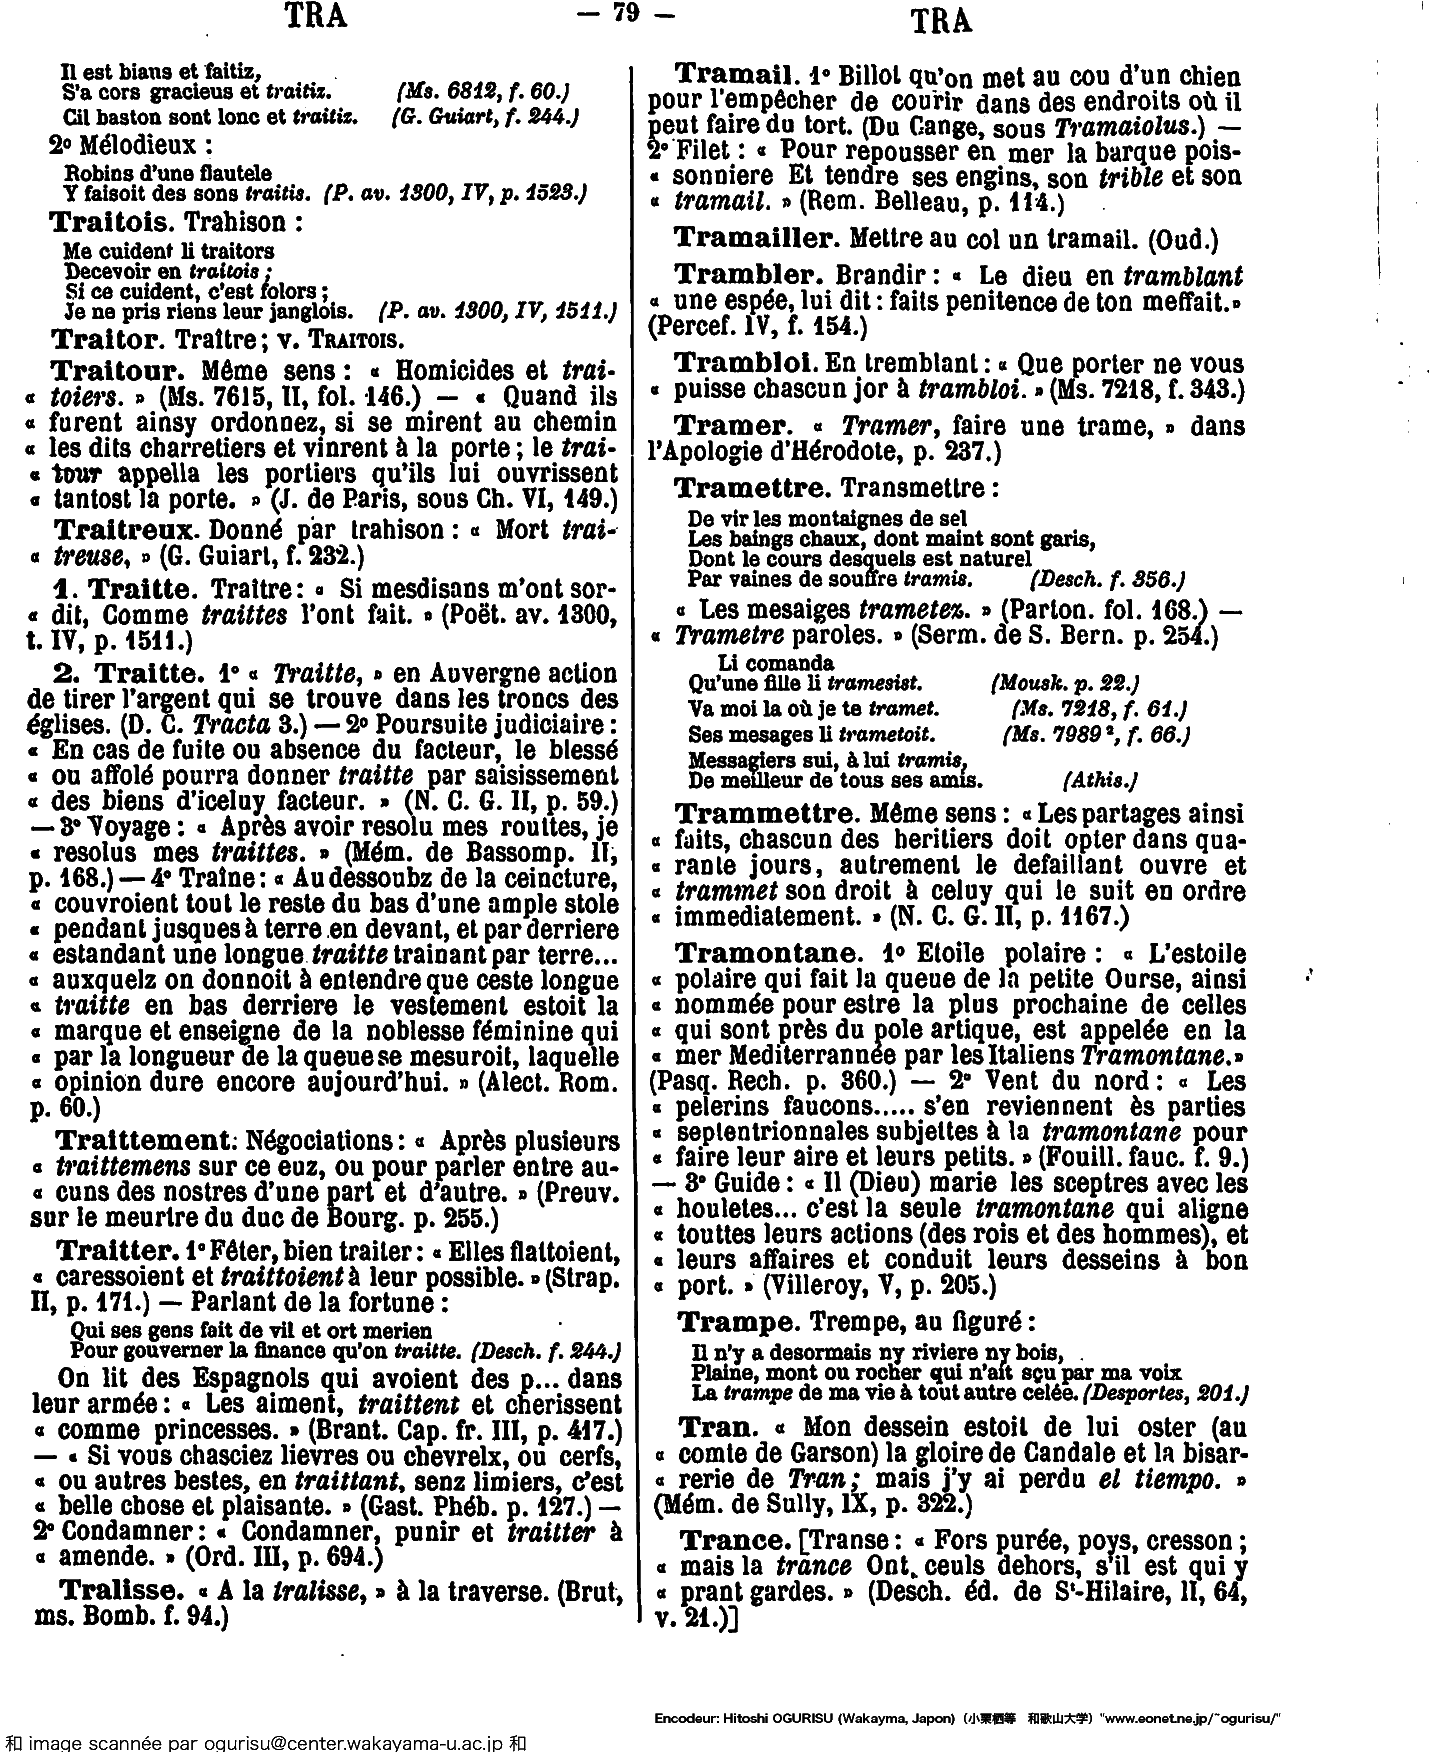 TRA
— 79 —
TRA
Il est biaus et faitiz,
S'a cors gracieus et traitiz. (Ms. 6812, f. 60.)
Cil baston sont lonc et traitiz. (G. Guiart, f. 244.)
2º Mélodieux :
Robins d'une flautele
Y faisoit des sons traitis. (P. av. 1300, IV, p. 1523.)
Traitois. Trahison :
Me cuident li traitors
Decevoir en traitois ;
Si ce cuident, c'est folors ;
Je ne pris riens leur janglois. (P. av. 1300, IV, 1511.)
Traitor. Traître ; v. TRAITOIS.
Traitour. Même sens : « Homicides et trai-
« toiers. » (Ms. 7615, II, fol. 146.) — « Quand ils
« furent ainsy ordonnez, si se mirent au chemin
« les dits charretiers et vinrent à la porte ; le trai-
« tour appella les portiers qu'ils lui ouvrissent
« tantost la porte. » (J. de Paris, sous Ch. VI, 149.)
Traitreux. Donné par trahison : « Mort trai-
« treuse, » (G. Guiart, f. 232.)
1. Traitte. Traître : « Si mesdisans m'ont sor-
« dit, Comme traittes l'ont fait. » (Poët. av. 1300,
t. IV, p. 1511.)
2. Traitte. 1º « Traitte, » en Auvergne action
de tirer l'argent qui se trouve dans les troncs des
églises. (D. C. Tracta 3.) — 2º Poursuite judiciaire :
« En cas de fuite ou absence du facteur, le blessé
« ou affolé pourra donner traitte par saisissement
« des biens d'iceluy facteur. » (N. C. G. II, p. 59.)
— 3º Voyage : « Après avoir resolu mes routtes, je
« resolus mes traittes. » (Mém. de Bassomp. II,
p. 168.) — 4º Traîne : « Au dessoubz de la ceincture,
« couvroient tout le reste du bas d'une ample stole
« pendant jusques à terre en devant, et par derriere
« estandant une longue traitte trainant par terre...
« auxquelz on donnoit à entendre que ceste longue
« traitte en bas derriere le vestement estoit la
« marque et enseigne de la noblesse féminine qui
« par la longueur de la queue se mesuroit, laquelle
« opinion dure encore aujourd'hui. » (Alect. Rom.
p. 60.)
Traittement. Négociations : « Après plusieurs
« traittemens sur ce euz, ou pour parler entre au-
« cuns des nostres d'une part et d'autre. » (Preuv.
sur le meurtre du duc de Bourg. p. 255.)
Traitter. 1º Fêter, bien traiter : « Elles flattoient,
« caressoient et traittoient à leur possible. » (Strap.
II, p. 171.) — Parlant de la fortune :
Qui ses gens fait de vil et ort merien
Pour gouverner la finance qu'on traitte. (Desch. f. 244.)
On lit des Espagnols qui avoient des p... dans
leur armée : « Les aiment, traittent et cherissent
« comme princesses. » (Brant. Cap. fr. III, p. 417.)
— « Si vous chasciez lievres ou chevrelx, ou cerfs,
« ou autres bestes, en traittant, senz limiers, c'est
« belle chose et plaisante. » (Gast. Phéb. p. 127.) —
2º Condamner : « Condamner, punir et traitter à
« amende. » (Ord. III, p. 694.)
Tralisse. « A la tralisse, » à la traverse. (Brut,
ms. Bomb. f. 94.)
Tramail. 1º Billot qu'on met au cou d'un chien
pour l'empêcher de courir dans des endroits où il
peut faire du tort. (Du Cange, sous Tramaiolus.) —
2º Filet : « Pour repousser en mer la barque pois-
« sonniere Et tendre ses engins, son trible et son
« tramail. » (Rem. Belleau, p. 114.)
Tramailler. Mettre au col un tramail. (Oud.)
Trambler. Brandir : « Le dieu en tramblant
« une espée, lui dit : faits penitence de ton meffait. »
(Percef. IV, f. 154.)
Trambloi. En tremblant : « Que porter ne vous
« puisse chascun jor à trambloi. » (Ms. 7218, f. 343.)
Tramer. « Tramer, faire une trame, » dans
l'Apologie d'Hérodote, p. 237.)
Tramettre. Transmettre :
De vir les montaignes de sel
Les baings chaux, dont maint sont garis,
Dont le cours desquels est naturel
Par vaines de souffre tramis. (Desch. f. 356.)
« Les mesaiges trametez. » (Parton. fol. 168.) —
« Trametre paroles. » (Serm. de S. Bern. p. 254.)
Li comanda
Qu'une fille li tramesist. (Mousk. p. 22.)
Va moi la où je te tramet. (Ms. 7218, f. 61.)
Ses mesages li trametoit. (Ms. 7989 ², f. 66.)
Messagiers sui, à lui tramis,
De meilleur de tous ses amis. (Athis.)
Trammettre. Même sens : « Les partages ainsi
« faits, chascun des heritiers doit opter dans qua-
« rante jours, autrement le defaillant ouvre et
« trammet son droit à celuy qui le suit en ordre
« immediatement. » (N. C. G. II, p. 1167.)
Tramontane. 1º Etoile polaire : « L'estoile
« polaire qui fait la queue de la petite Ourse, ainsi
« nommée pour estre la plus prochaine de celles
« qui sont près du pole artique, est appelée en la
« mer Mediterrannée par les Italiens Tramontane. »
(Pasq. Rech. p. 360.) — 2º Vent du nord : « Les
« pelerins faucons..... s'en reviennent ès parties
« septentrionnales subjettes à la tramontane pour
« faire leur aire et leurs petits. » (Fouill. fauc. f. 9.)
— 3º Guide : « Il (Dieu) marie les sceptres avec les
« houletes... c'est la seule tramontane qui aligne
« touttes leurs actions (des rois et des hommes), et
« leurs affaires et conduit leurs desseins à bon
« port. » (Villeroy, V, p. 205.)
Trampe. Trempe, au figuré :
Il n'y a desormais ny riviere ny bois,
Plaine, mont ou rocher qui n'ait sçu par ma voix
La trampe de ma vie à tout autre celée. (Desportes, 201.)
Tran. « Mon dessein estoit de lui oster (au
« comte de Garson) la gloire de Candale et la bisar-
« rerie de Tran ; mais j'y ai perdu el tiempo. »
(Mém. de Sully, IX, p. 322.)
Trance. [Transe : « Fors purée, poys, cresson ;
« mais la trance Ont ceuls dehors, s'il est qui y
« prant gardes. » (Desch. éd. de Sᵗ-Hilaire, II, 64,
v. 21.)]
Encodeur: Hitoshi OGURISU (Wakayma, Japon) (小栗栖等　和歌山大学) "www.eonet.ne.jp/~ogurisu/"
和 image scannée par ogurisu@center.wakayama-u.ac.jp 和